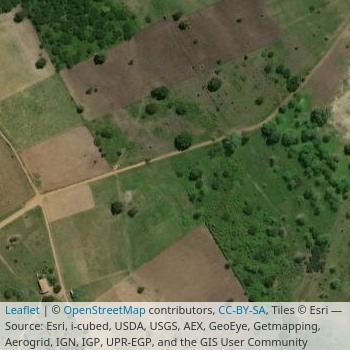 Leaflet | © OpenStreetMap contributors, CC-BY-SA, Tiles © Esri —
Source: Esri, i-cubed, USDA, USGS, AEX, GeoEye, Getmapping,
Aerogrid, IGN, IGP, UPR-EGP, and the GIS User Community